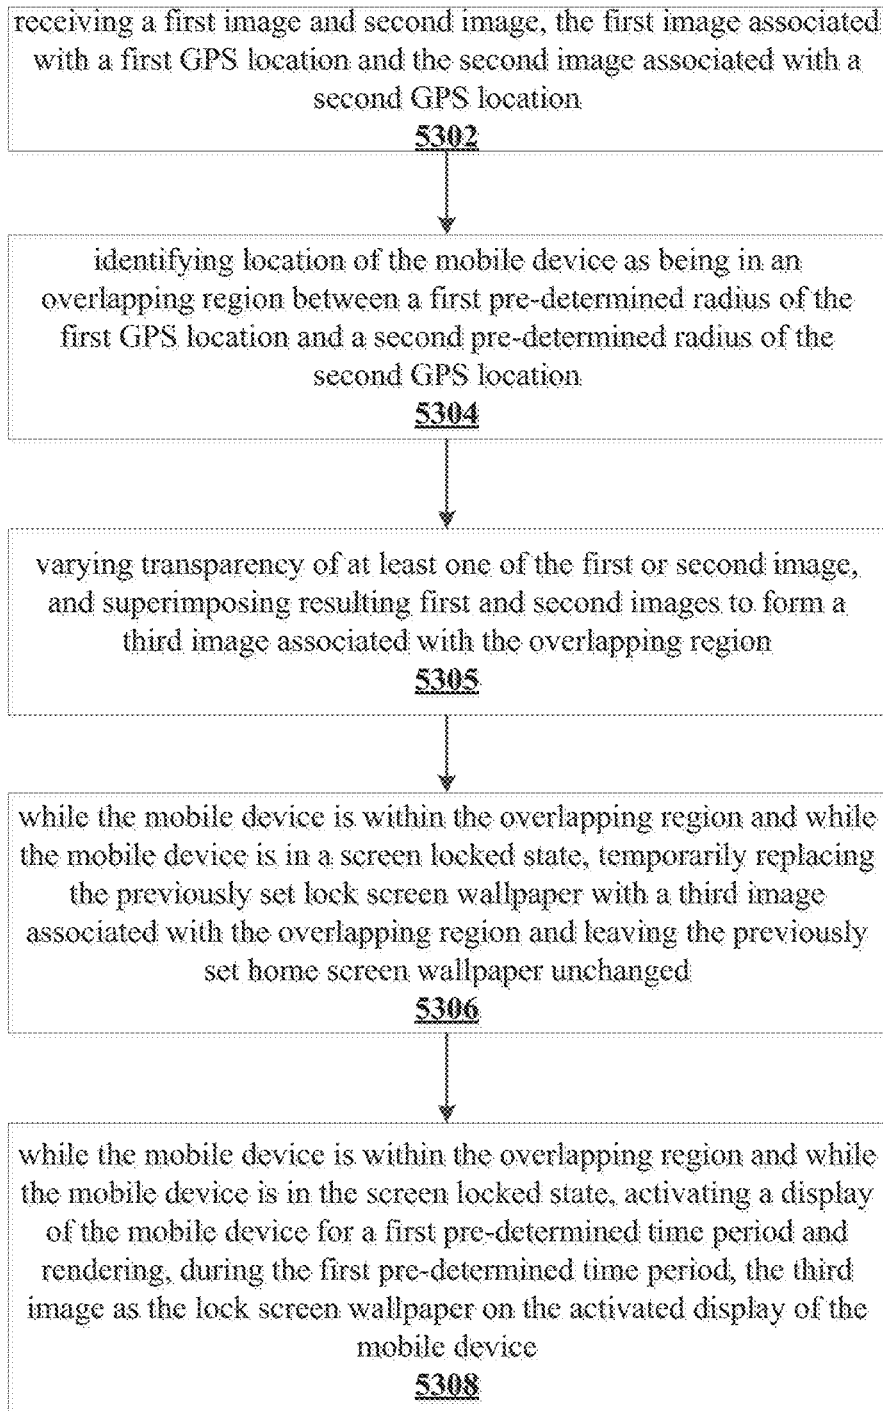 receiving a first image and second image, the first image associated
with a first GPS location and the second image associated with a
second GPS location
5302
identifying location of the mobile device as being in an
overlapping region between a first pre-determined radius of the
first GPS location and a second pre-determined radius of the
second GPS location
5304
varying transparency of at least one of the first or second image,
and superimposing resulting first and second images to form a
third image associated with the overlapping region
5305
while the mobile device is within the overlapping region and while
the mobile device is in a screen locked state, temporarily replacing
the previously set lock screen wallpaper with a third image
associated with the overlapping region and leaving the previously
set home screen wallpaper unchanged
5306
while the mobile device is within the overlapping region and while
the mobile device is in the screen locked state, activating a display
of the mobile device for a first pre-determined time period and
rendering, during the first pre-determined time period, the third
image as the lock screen wallpaper on the activated display of the
mobile device
5308